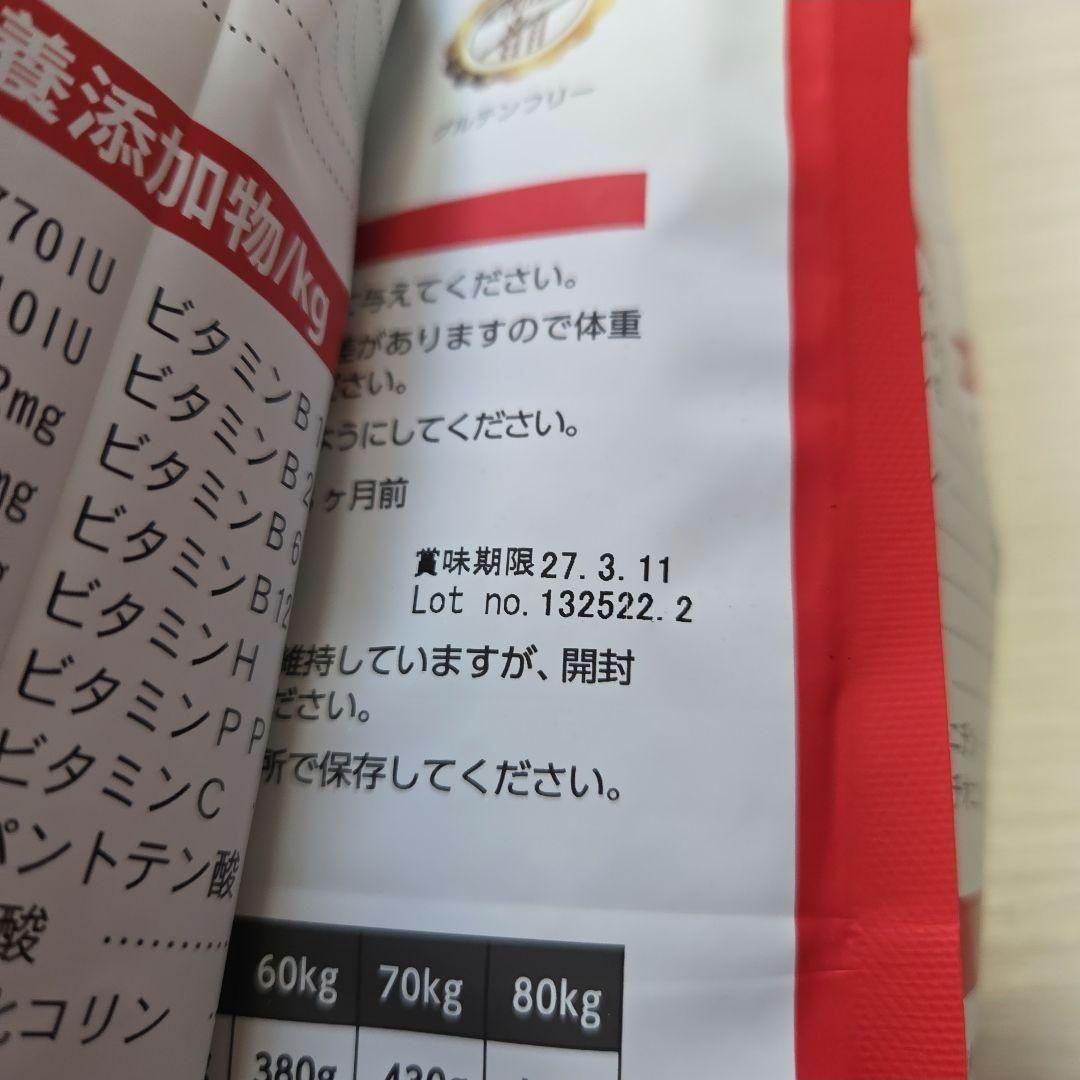 養添加物/kg
770IU
10IU
2mg
mg
ビタミンB1
ビタミンB2
ビタミンB6
ビタミンB12
ビタミンH
ビタミンPP
ビタミンC
パントテン酸
酸 ………
コリン
グルテンフリー
与えてください。
差がありますので体重
ださい。
ようにしてください。
ヶ月前
賞味期限27.3.11
Lot no.132522.2
維持していますが、開封
ださい。
所で保存してください。
60kg 70kg 80kg
380g 430g